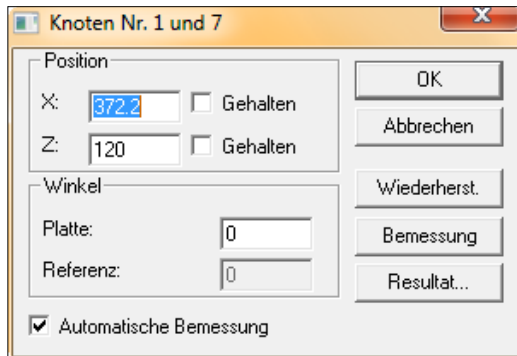 Knoten Nr. 1 und 7
Position
X: 372.2 Gehalten
Z: 120 Gehalten
Winkel
Platte: 0
Referenz: 0
Automatische Bemessung
OK
Abbrechen
Wiederherst.
Bemessung
Resultat...